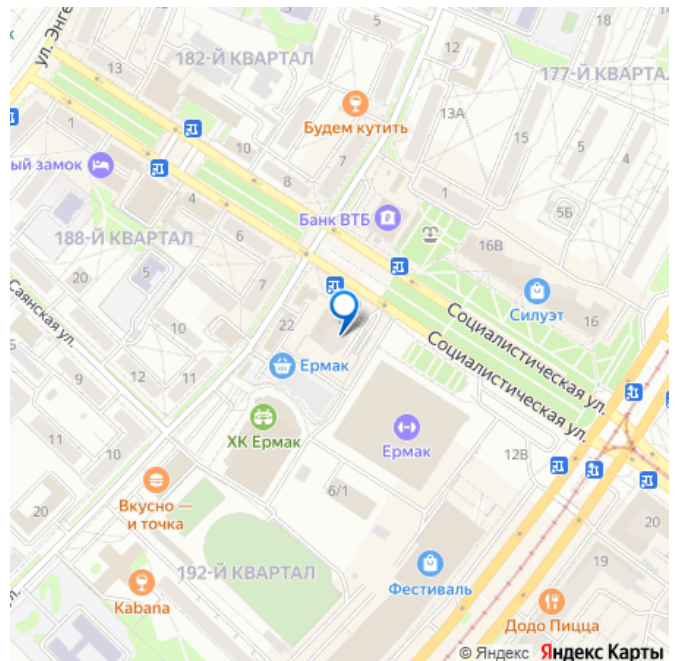 ул. Энге
182-Й КВАРТАЛ
177-Й КВАРТА
13
12
18
13А
15
5
4
1
Будем кутить
10
7
8
ый замок
4
1
5Б
Банк ВТБ
6
16В
188-Й КВАРТАЛ
5
20
7
Силуэт
16
Саянская ул.
10
22
Социалистическая ул.
Социалистическая ул.
9
12
11
Ермак
ХК Ермак
Ермак
11
10
12В
6/1
Вкусно —
и точка
20
20
192-Й КВАРТАЛ
Фестиваль
19
ул.
Kabana
Додо Пицца
© Яндекс Яндекс Карты